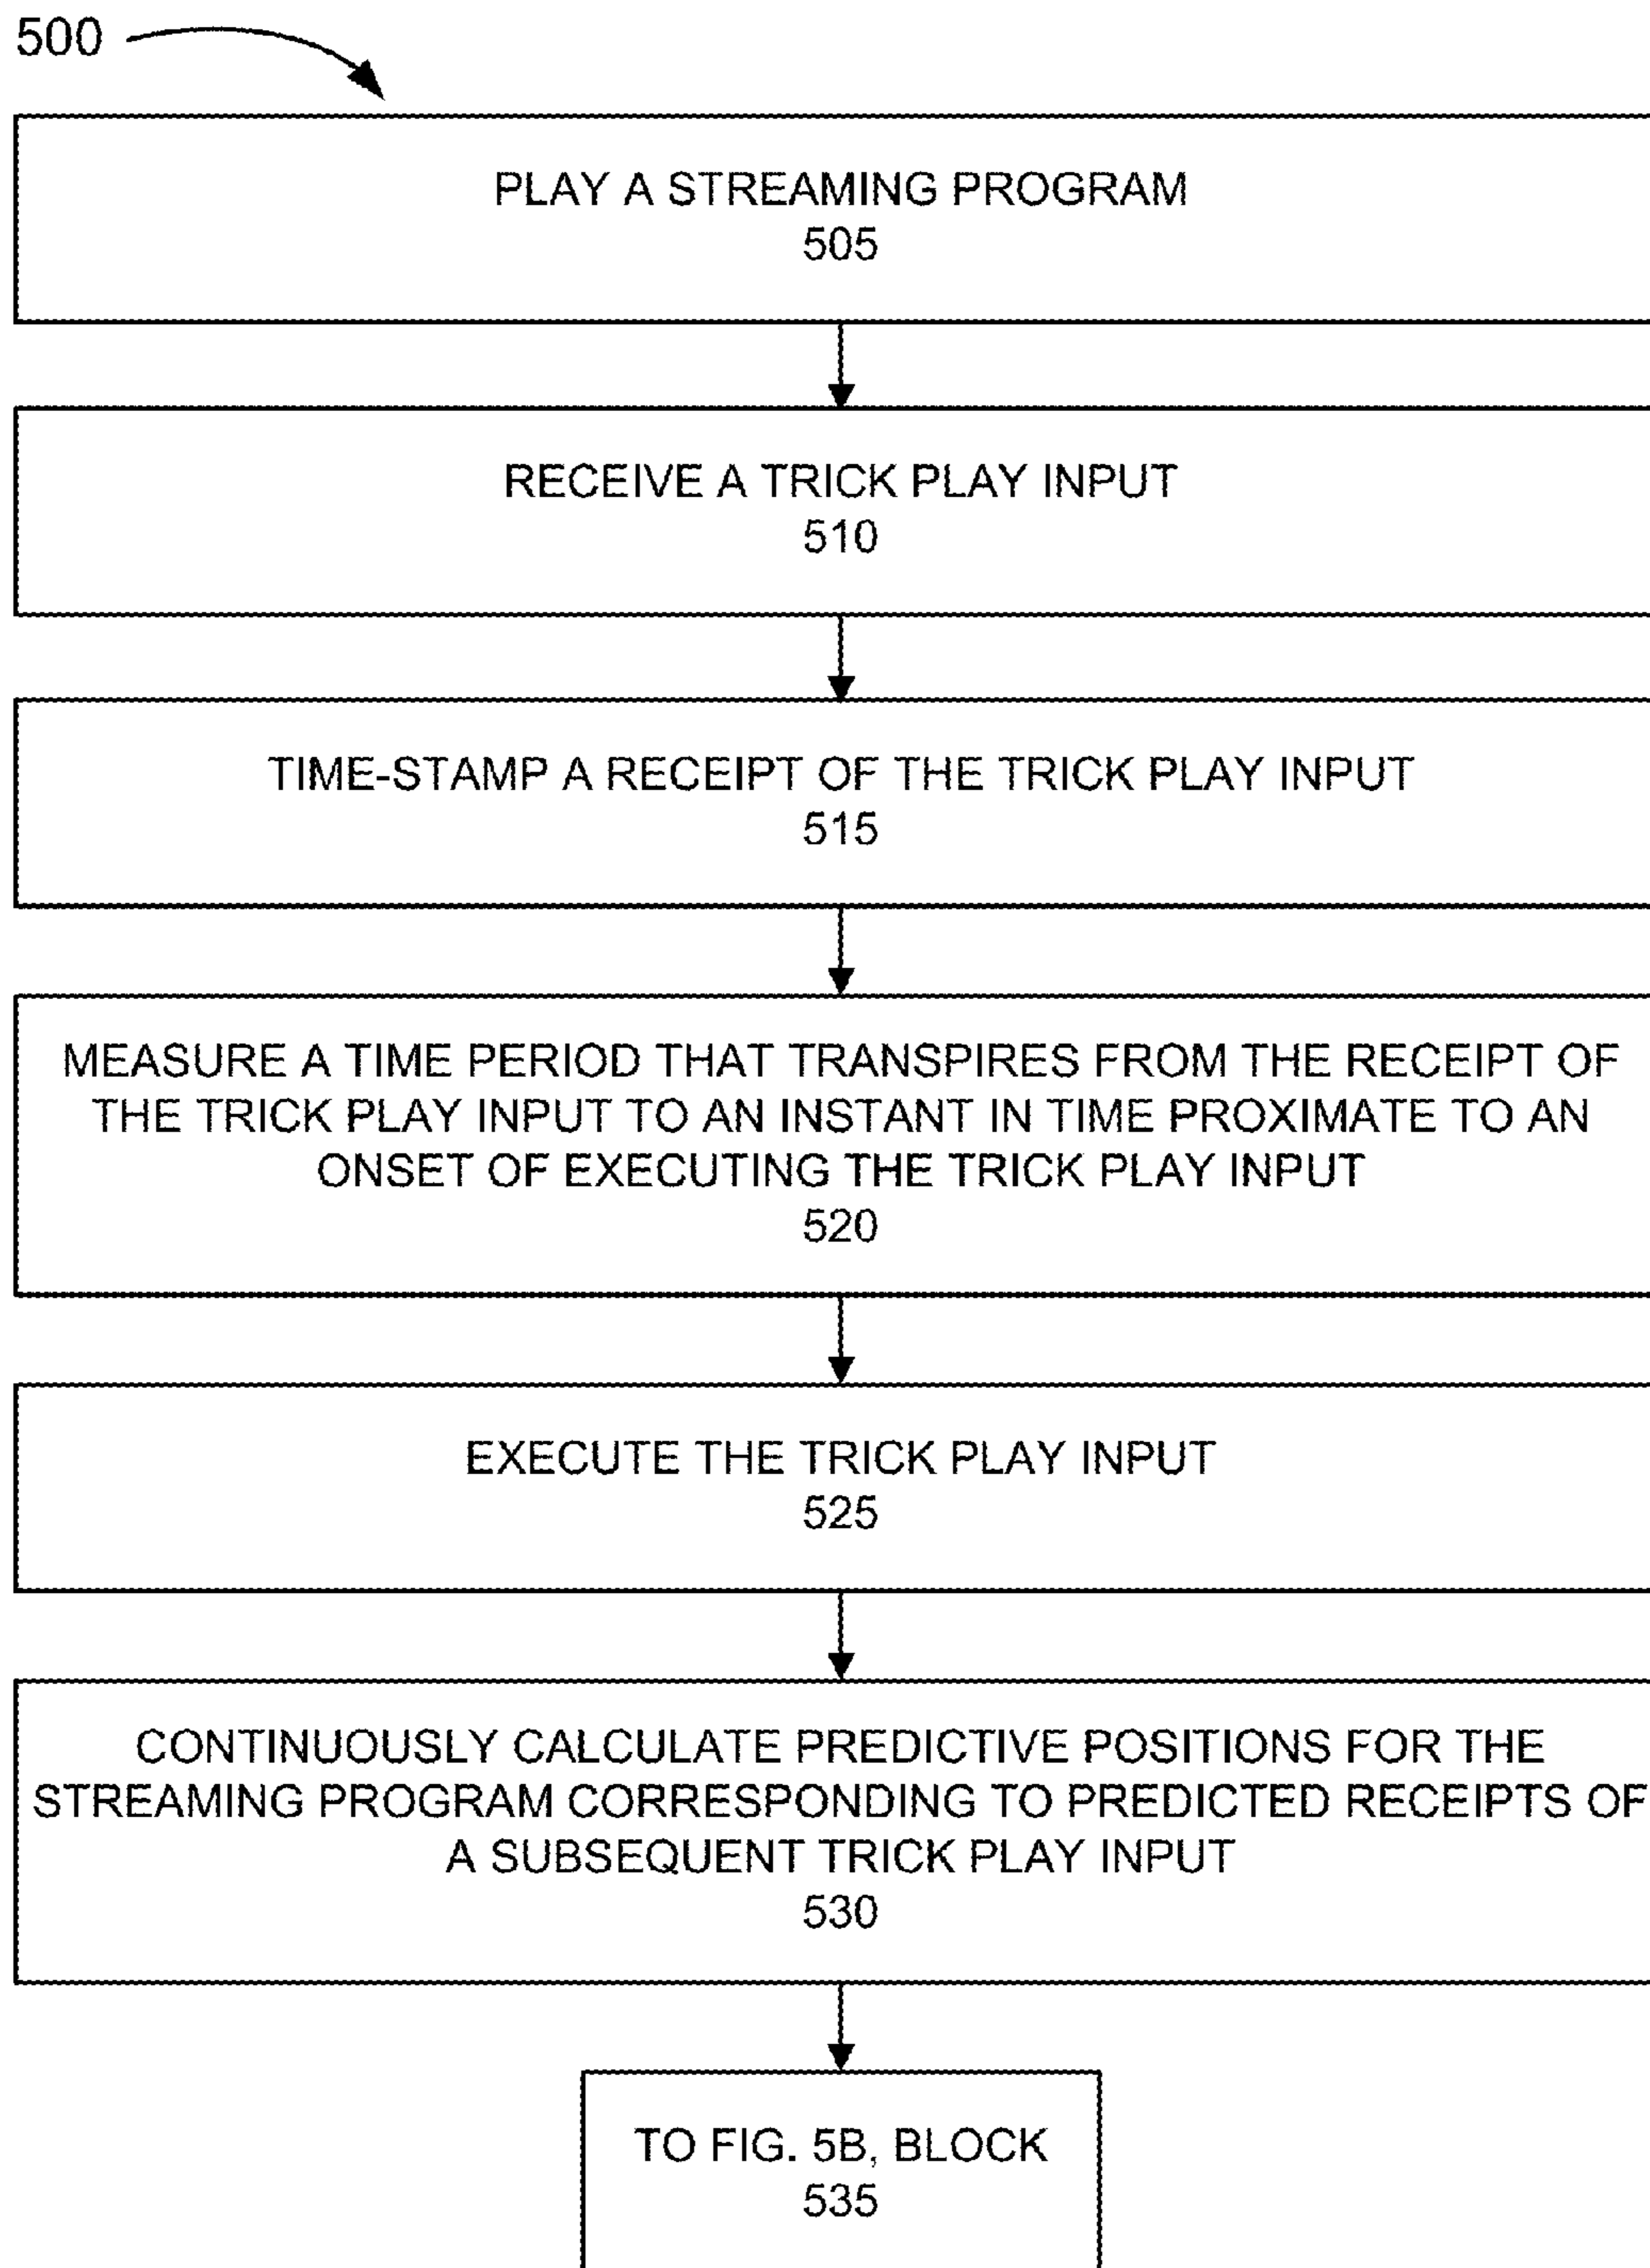 500
PLAY A STREAMING PROGRAM
505
RECEIVE A TRICK PLAY INPUT
510
TIME-STAMP A RECEIPT OF THE TRICK PLAY INPUT
515
MEASURE A TIME PERIOD THAT TRANSPIRES FROM THE RECEIPT OF
THE TRICK PLAY INPUT TO AN INSTANT IN TIME PROXIMATE TO AN
ONSET OF EXECUTING THE TRICK PLAY INPUT
520
EXECUTE THE TRICK PLAY INPUT
525
CONTINUOUSLY CALCULATE PREDICTIVE POSITIONS FOR THE
STREAMING PROGRAM CORRESPONDING TO PREDICTED RECEIPTS OF
A SUBSEQUENT TRICK PLAY INPUT
530
TO FIG. 5B, BLOCK
535